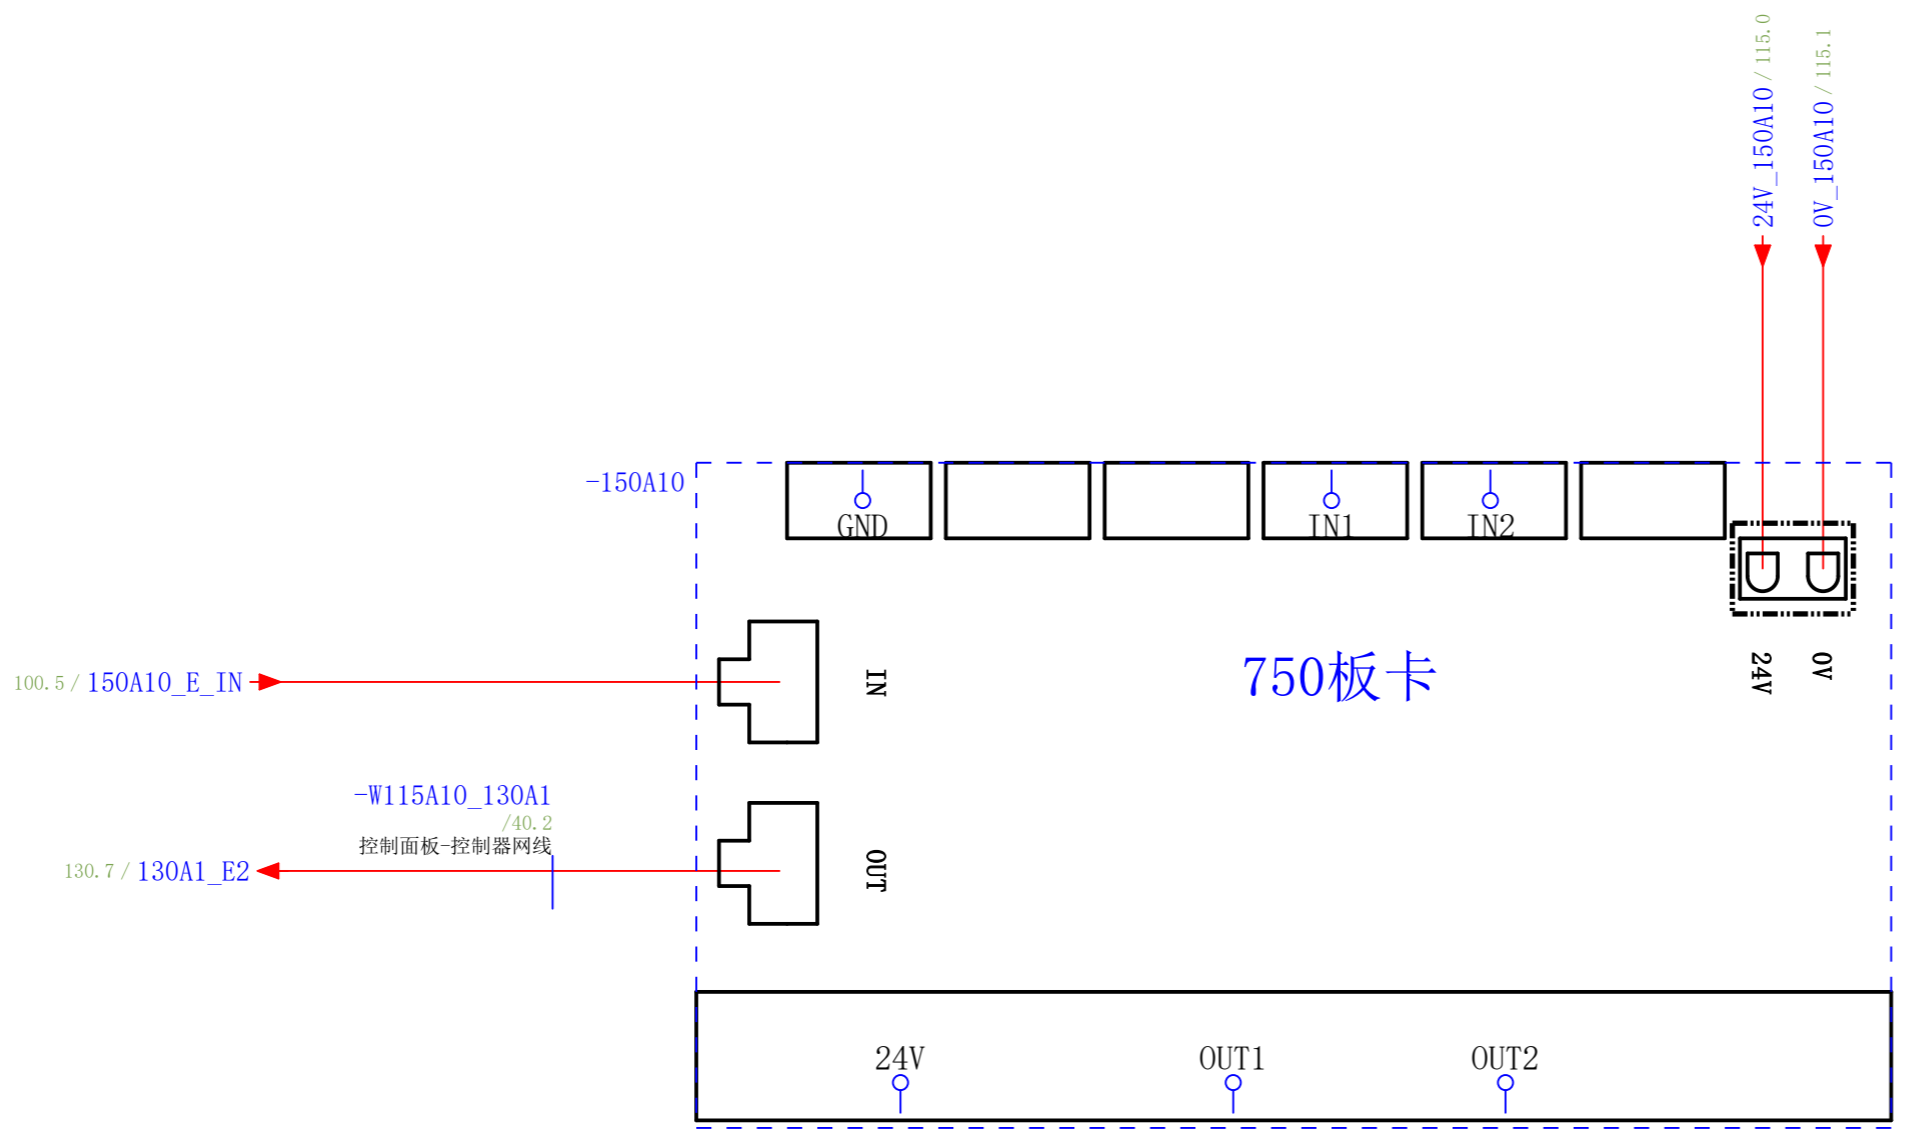 24V_150A10 / 115.0
0V_150A10 / 115.1
-150A10
GND
IN1
IN2
24V
0V
750板卡
100.5 / 150A10_E_IN
IN
-W115A10_130A1
/40.2
控制面板-控制器网线
130.7 / 130A1_E2
OUT
24V
OUT1
OUT2